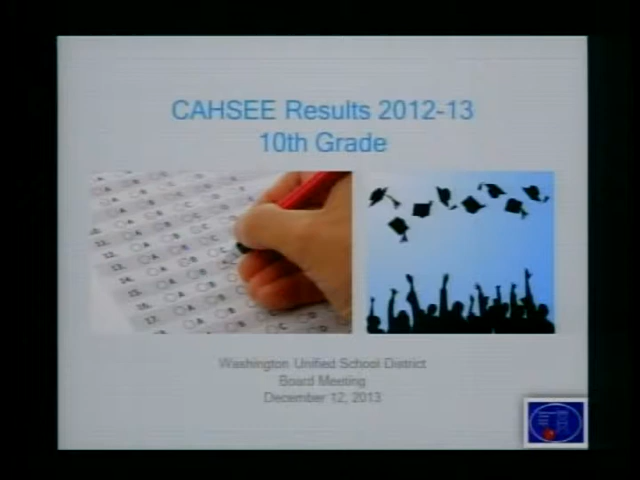 CAHSEE Results 2012-13
10th Grade
Washington Unified School District
Board Meeting
December 12, 2013